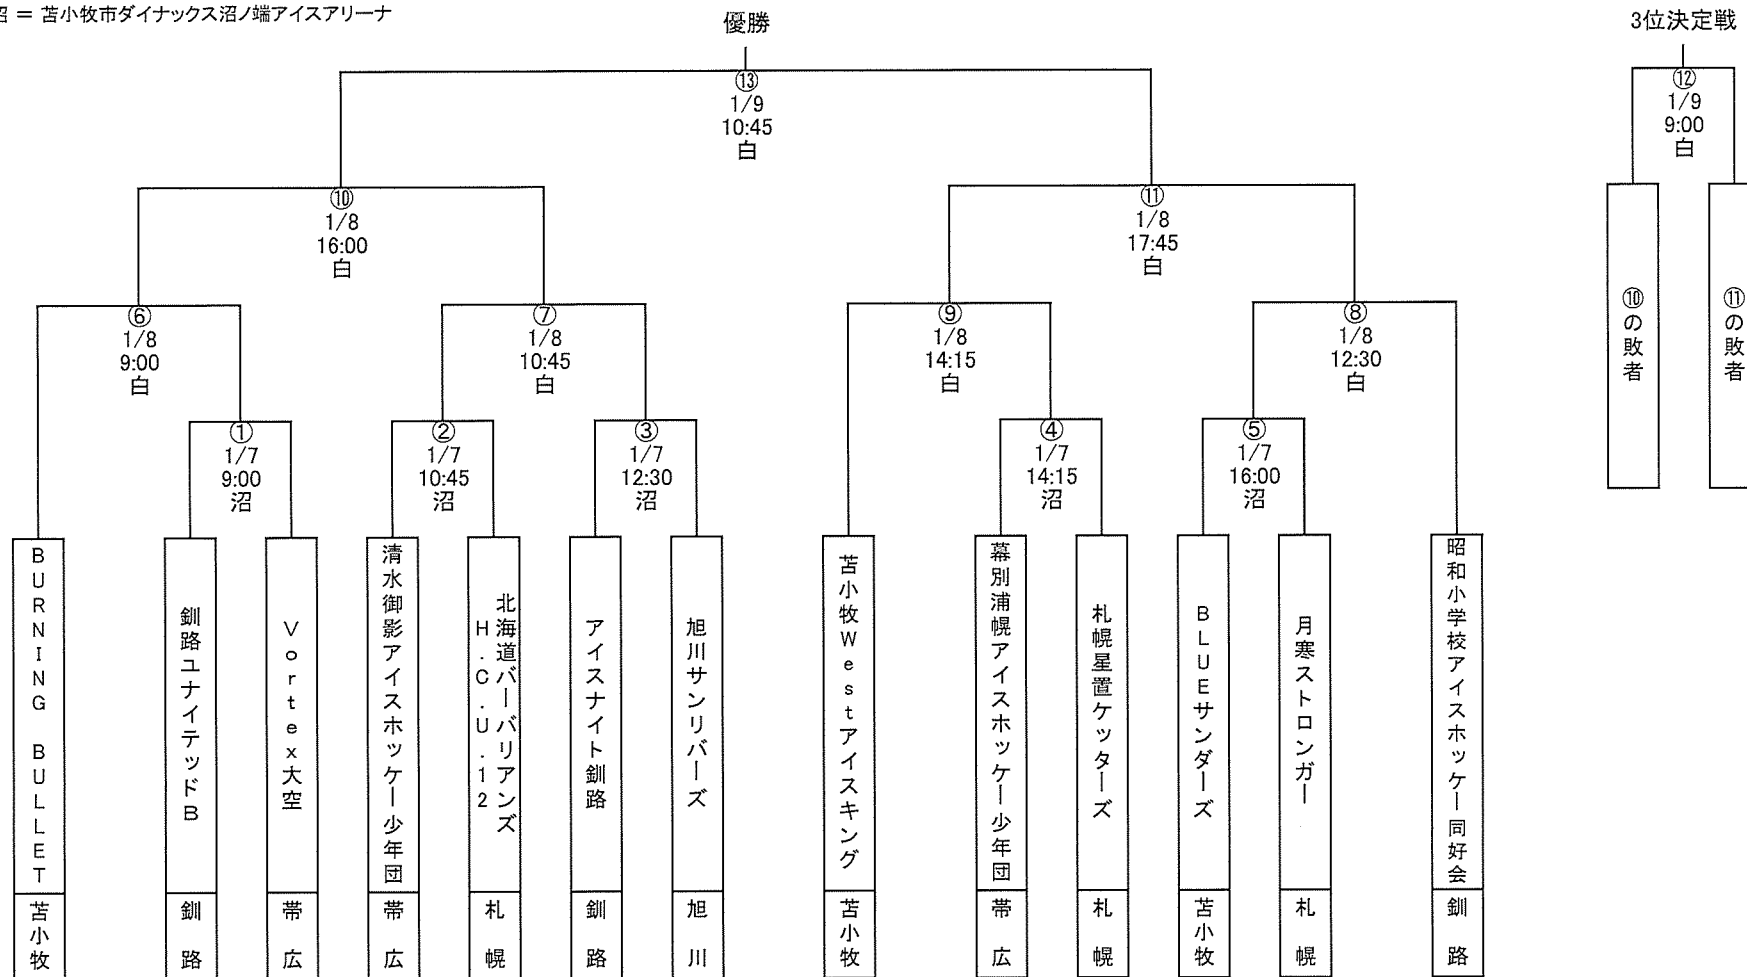 沼 = 苫小牧市ダイナックス沼ノ端アイスアリーナ
優勝
3位決定戦
⑬
1/9
10:45
白
⑫
1/9
9:00
白
⑩
1/8
16:00
白
⑪
1/8
17:45
白
⑩の敗者
⑪の敗者
⑥
1/8
9:00
白
⑦
1/8
10:45
白
⑨
1/8
14:15
白
⑧
1/8
12:30
白
①
1/7
9:00
沼
②
1/7
10:45
沼
③
1/7
12:30
沼
④
1/7
14:15
沼
⑤
1/7
16:00
沼
BURNING BULLET
苫小牧
釧路ユナイテッドB
釧路
Vortex大空
帯広
清水御影アイスホッケー少年団
帯広
北海道バーバリアンズ
H.C.U.12
札幌
アイスナイト釧路
釧路
旭川サンリバーズ
旭川
苫小牧Westアイスキング
苫小牧
幕別浦幌アイスホッケー少年団
帯広
札幌星置ケッターズ
札幌
BLUEサンダーズ
苫小牧
月寒ストロンガー
札幌
昭和小学校アイスホッケー同好会
釧路